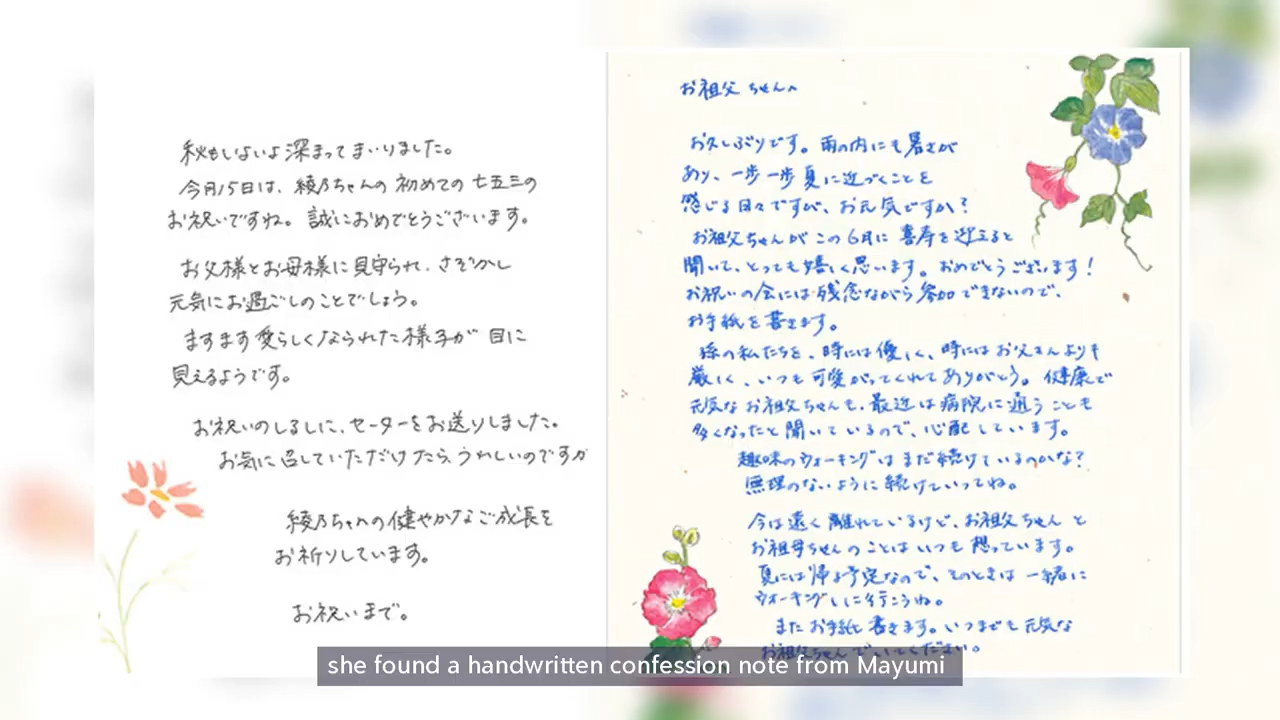 秋もしだいに深まってまいりました。
今月15日は、綾乃ちゃんの初めての七五三の
お祝いですね。誠におめでとうございます。
お父様とお母様に見守られ、さぞかし
元気にお過ごしのことでしょう。
ますます愛らしくなられた様子が目に
見えるようです。
お祝いのしるしに、セーターをお送りしました。
お気に召していただけたら、うれしいのですが
綾乃ちゃんの健やかなご成長を
お祈りしています。
お祝いまで。
お祖父ちゃんへ
お久しぶりです。雨の内にも暑さが
あり、一歩一歩夏に近づくことを
感じる日々ですが、お元気ですか？
お祖父ちゃんがこの6月に喜寿を迎えると
聞いて、とっても嬉しく思います。おめでとうございます！
お祝いの会には残念ながら参加できないので、
お手紙を書きます。
孫の私たちを、時には優しく、時にはお父さんよりも
厳しく、いつも可愛がってくれてありがとう。健康で
元気なお祖父ちゃんも、最近は病院に通うことも
多くなったと聞いているので、心配しています。
趣味のウォーキングはまだ続けているのかな？
無理のないように続けていってね。
今は遠く離れているけど、お祖父ちゃんと
お祖母ちゃんのことはいつも想っています。
夏には帰る予定なので、そのときは一緒に
ウォーキングしに行こうね。
またお手紙書きます。いつまでも元気な
お祖父ちゃんでいてください。
she found a handwritten confession note from Mayumi